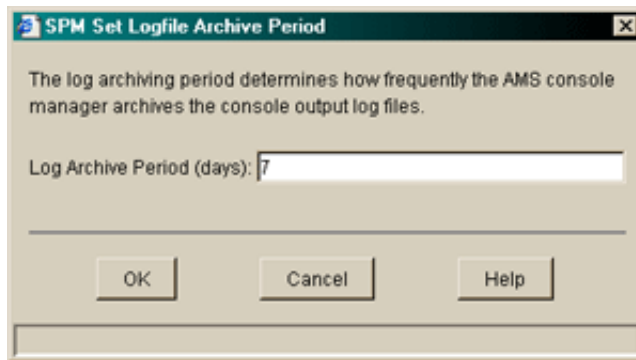 SPM Set Logfile Archive Period
The log archiving period determines how frequently the AMS console
manager archives the console output log files.
Log Archive Period (days): 7
OK Cancel Help